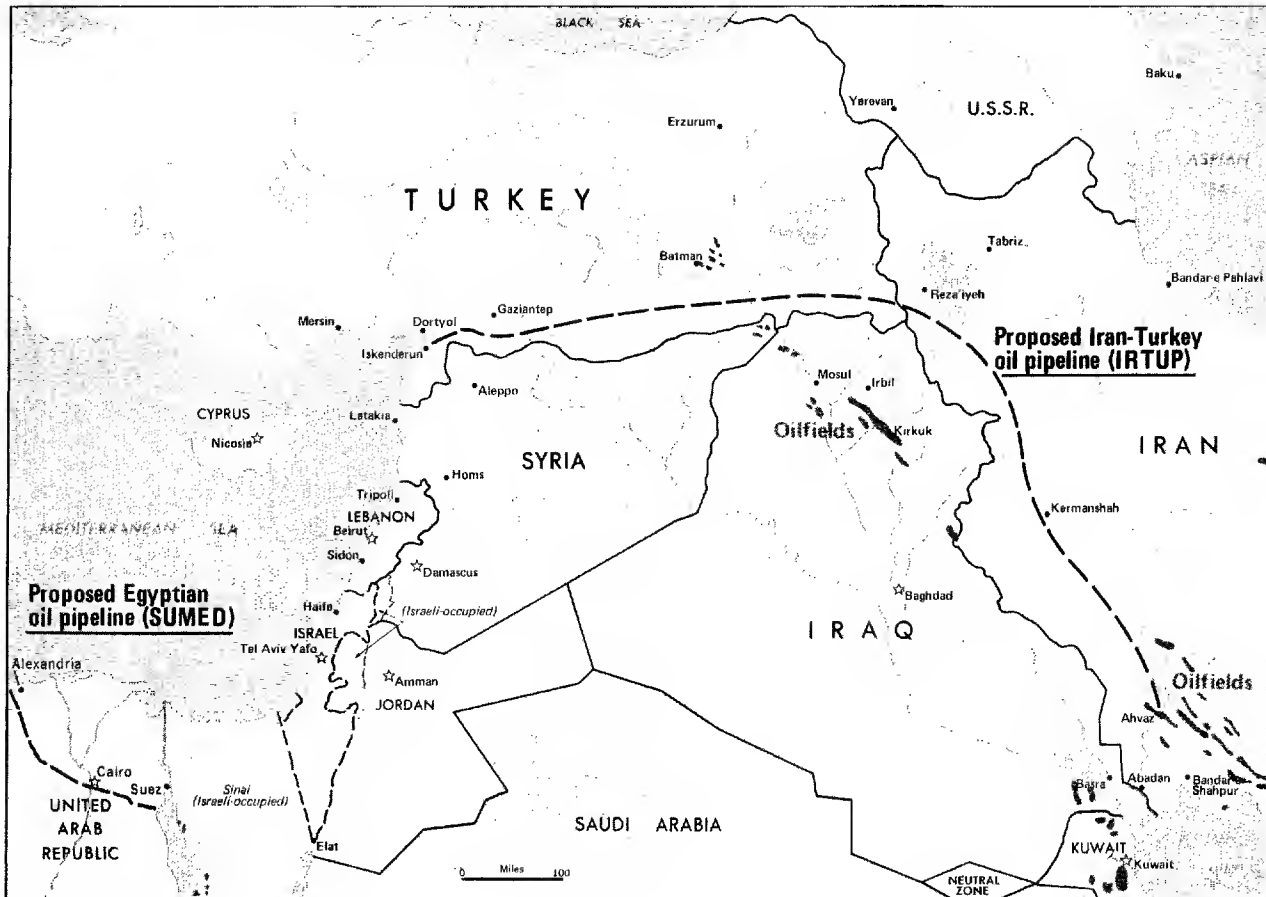 BLACK SEA
Baku
Yerevan
U.S.S.R.
Erzurum
ASPIAN
TURKEY
Tabriz
Batman
Bandar-e Pahlavi
Reza'iyeh
Mersin
Dortyol
Gaziantep
Iskenderun
Proposed Iran-Turkey
oil pipeline (IRTUP)
Mosul
Irbil
Aleppo
CYPRUS
Nicosia
Latakia
Oilfields
Kirkuk
IRAN
SYRIA
Homs
Tripoli
LEBANON
Beirut
Kermanshah
MEDITERRANEAN SEA
Sidon
Damascus
Proposed Egyptian
oil pipeline (SUMED)
Baghdad
Haifa
(Israeli-occupied)
ISRAEL
IRAQ
Tel Aviv Yafo
Alexandria
Amman
Oilfields
JORDAN
Ahvaz
Cairo
Suez
Sinai
(Israeli-occupied)
Basra
Abadan
Bandar-e
Shahpur
UNITED
ARAB
REPUBLIC
SAUDI ARABIA
Elat
KUWAIT
Kuwait
0 Miles 100
NEUTRAL
ZONE